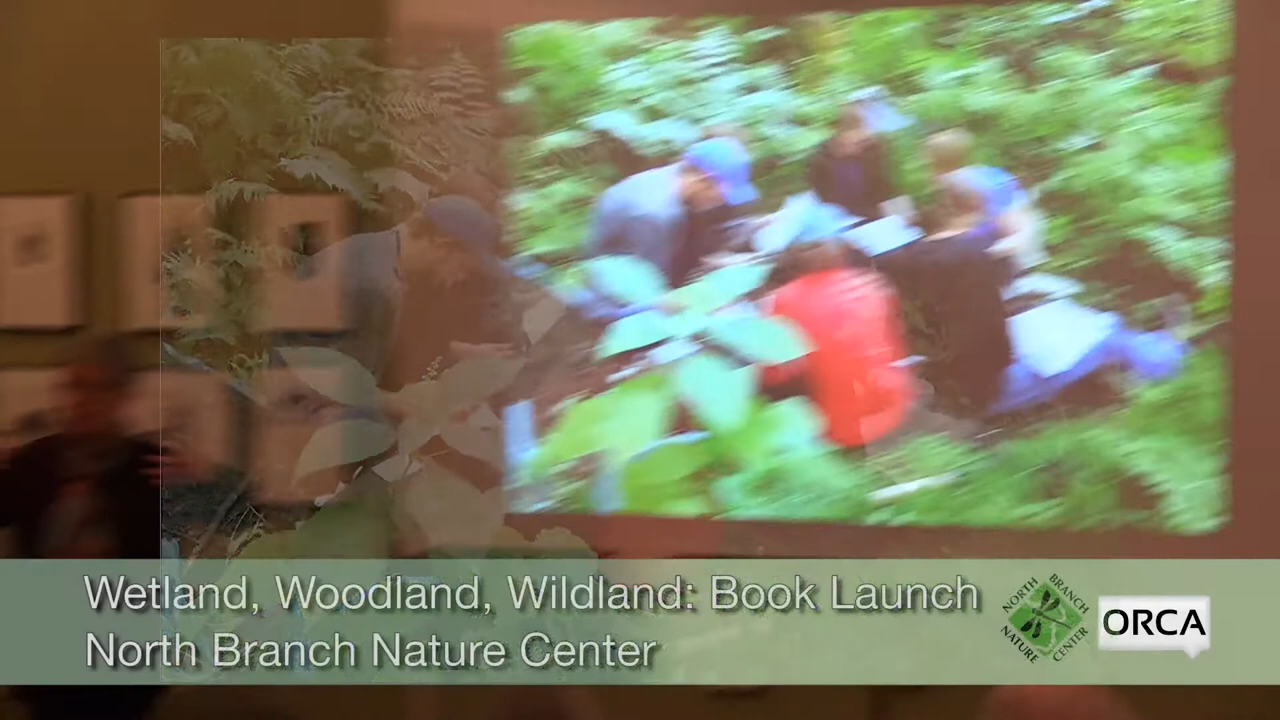 Wetland, Woodland, Wildland: Book Launch
North Branch Nature Center
NORTH BRANCH
NATURE CENTER
ORCA